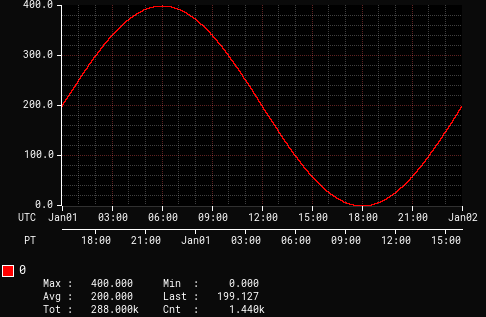 400.0
300.0
200.0
100.0
0.0
UTC Jan01 03:00 06:00 09:00 12:00 15:00 18:00 21:00 Jan02
PT 18:00 21:00 Jan01 03:00 06:00 09:00 12:00 15:00
0
Max : 400.000 Min : 0.000
Avg : 200.000 Last : 199.127
Tot : 288.000k Cnt : 1.440k